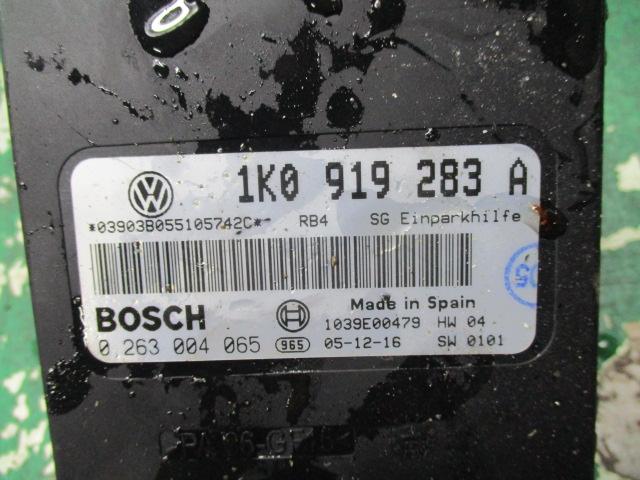 1K0 919 283 A
*03903B055105742C* RB4 SG Einparkhilfe
Made in Spain
BOSCH 1039E00479 HW 04
0 263 004 065 965 05-12-16 SW 0101